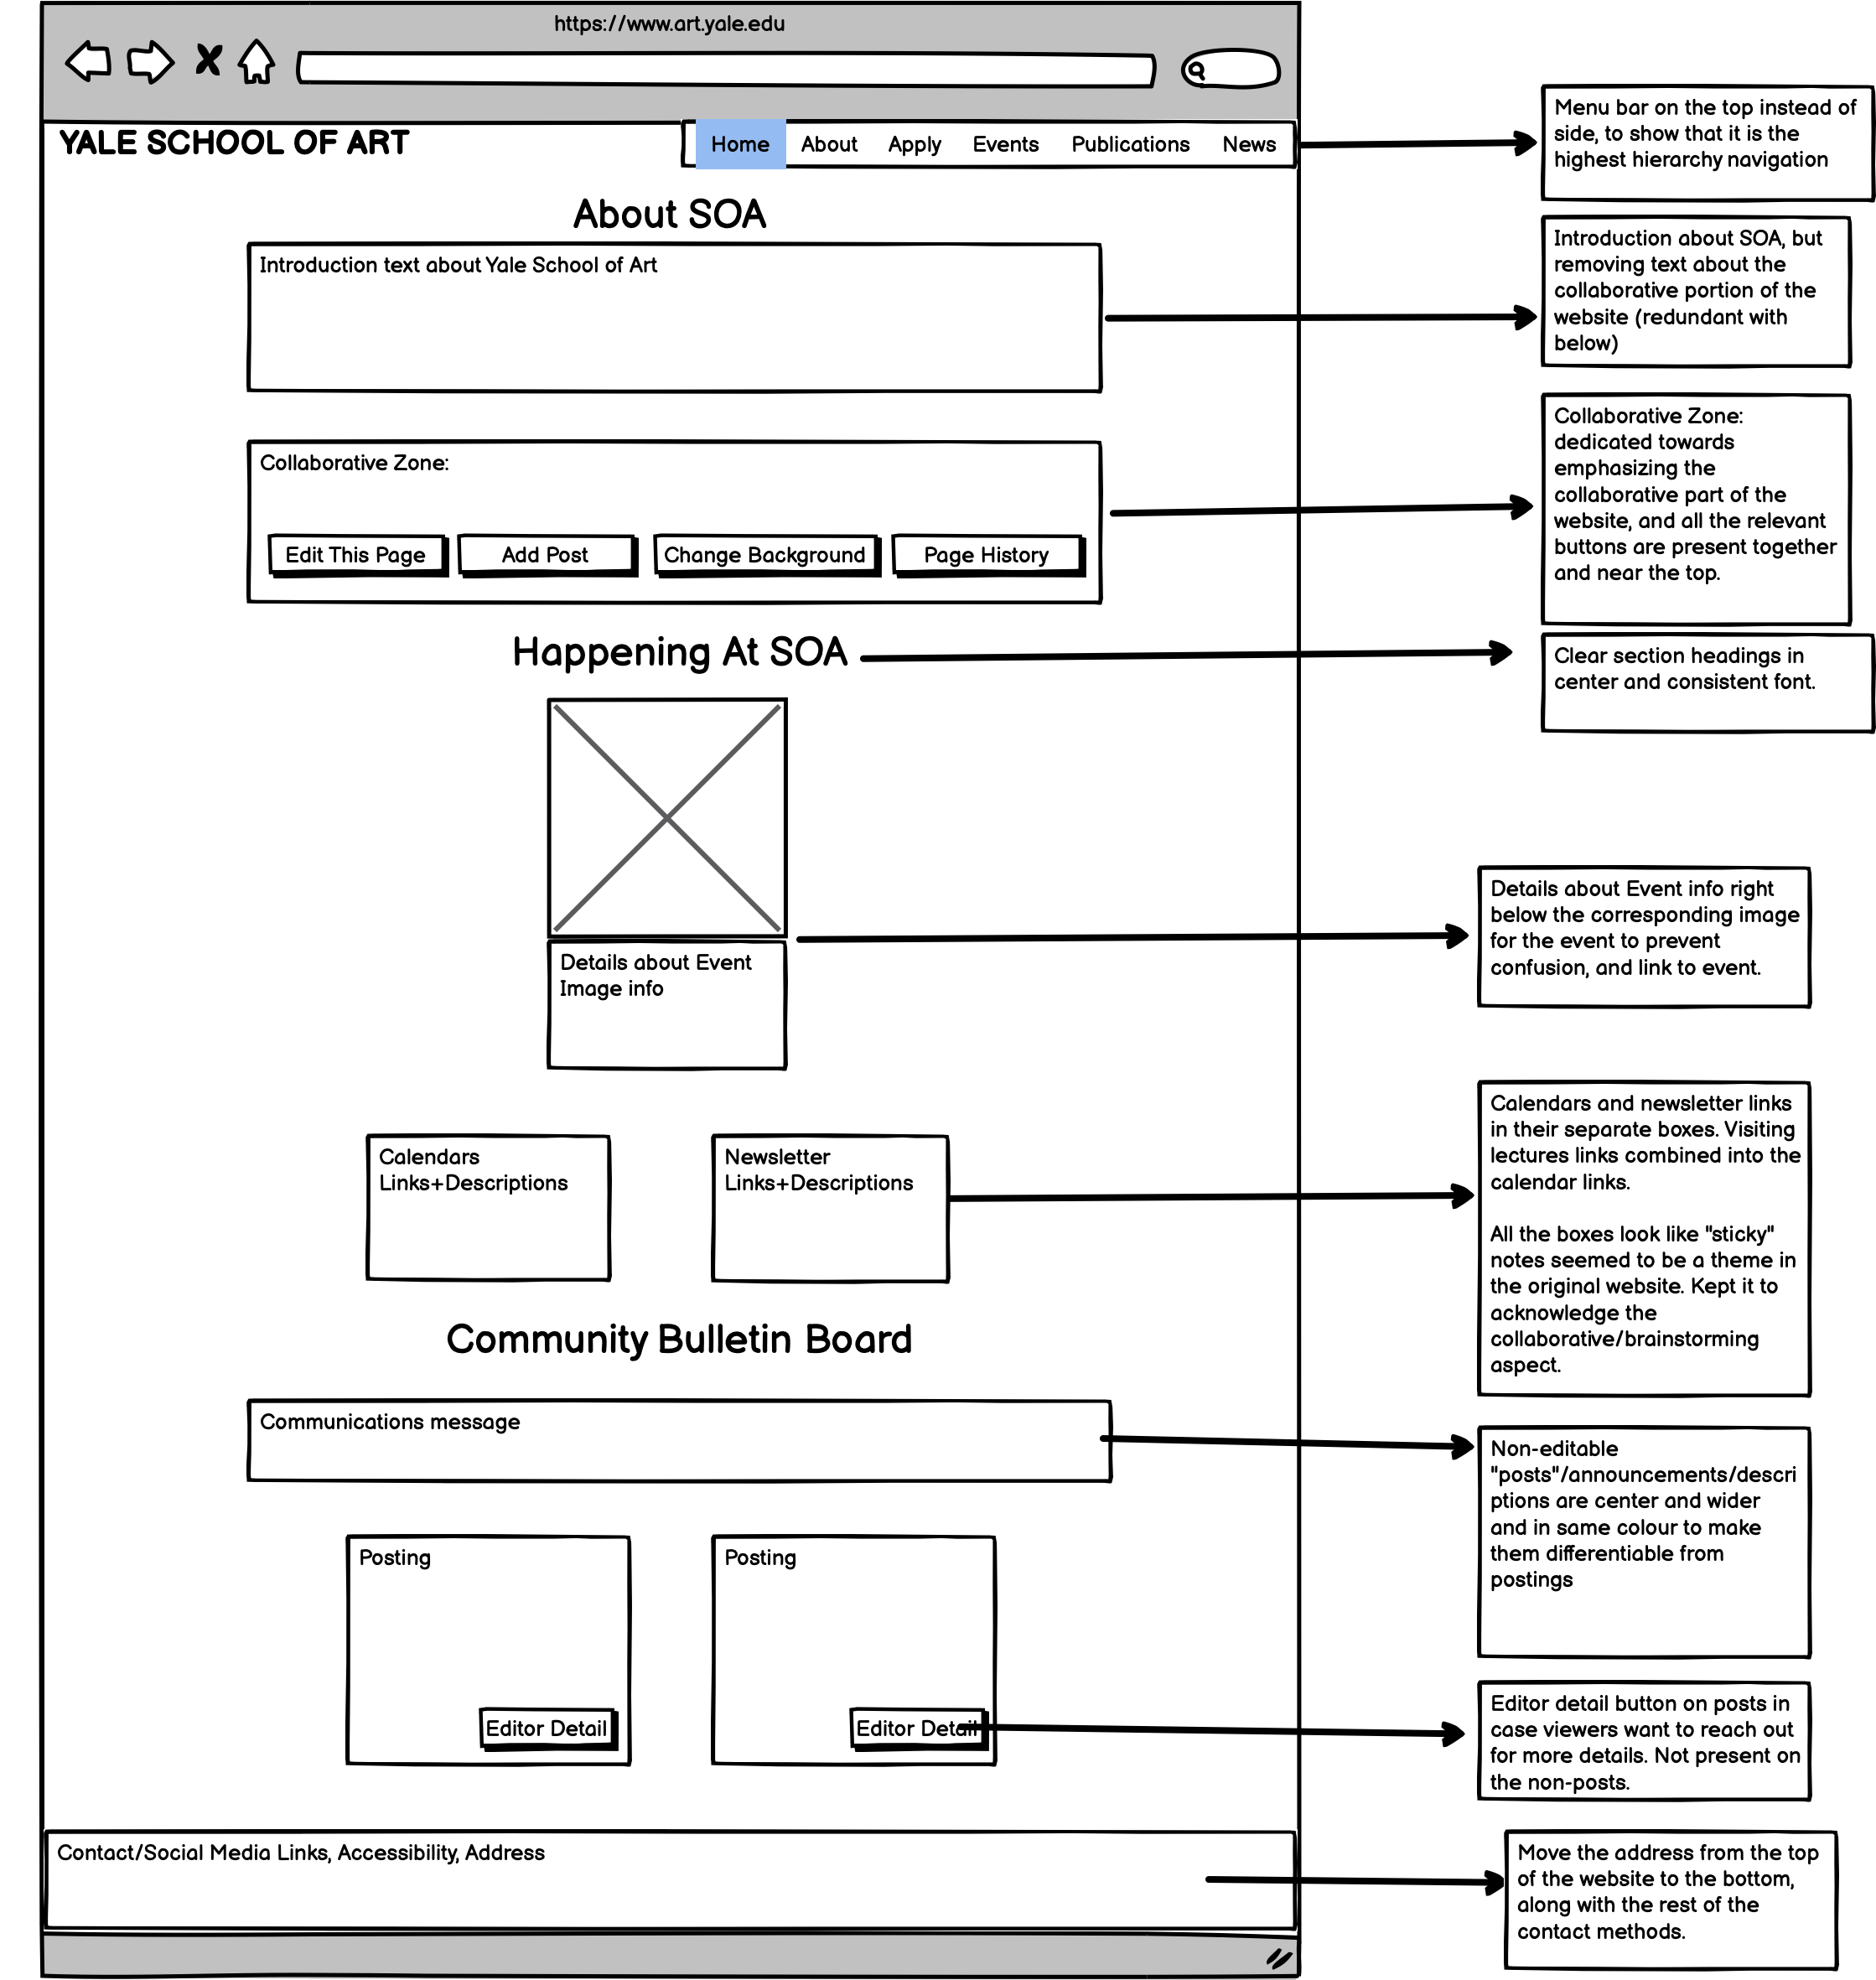 https://www.art.yale.edu
YALE SCHOOL OF ART
Home About Apply Events Publications News
Menu bar on the top instead of
side, to show that it is the
highest hierarchy navigation
About SOA
Introduction text about Yale School of Art
Introduction about SOA, but
removing text about the
collaborative portion of the
website (redundant with
below)
Collaborative Zone:
Edit This Page
Add Post
Change Background
Page History
Collaborative Zone:
dedicated towards
emphasizing the
collaborative part of the
website, and all the relevant
buttons are present together
and near the top.
Happening At SOA
Clear section headings in
center and consistent font.
Details about Event
Image info
Details about Event info right
below the corresponding image
for the event to prevent
confusion, and link to event.
Calendars
Links+Descriptions
Newsletter
Links+Descriptions
Calendars and newsletter links
in their separate boxes. Visiting
lectures links combined into the
calendar links.
All the boxes look like "sticky"
notes seemed to be a theme in
the original website. Kept it to
acknowledge the
collaborative/brainstorming
aspect.
Community Bulletin Board
Communications message
Non-editable
"posts"/announcements/descri
ptions are center and wider
and in same colour to make
them differentiable from
postings
Posting
Editor Detail
Posting
Editor Detail
Editor detail button on posts in
case viewers want to reach out
for more details. Not present on
the non-posts.
Contact/Social Media Links, Accessibility, Address
Move the address from the top
of the website to the bottom,
along with the rest of the
contact methods.